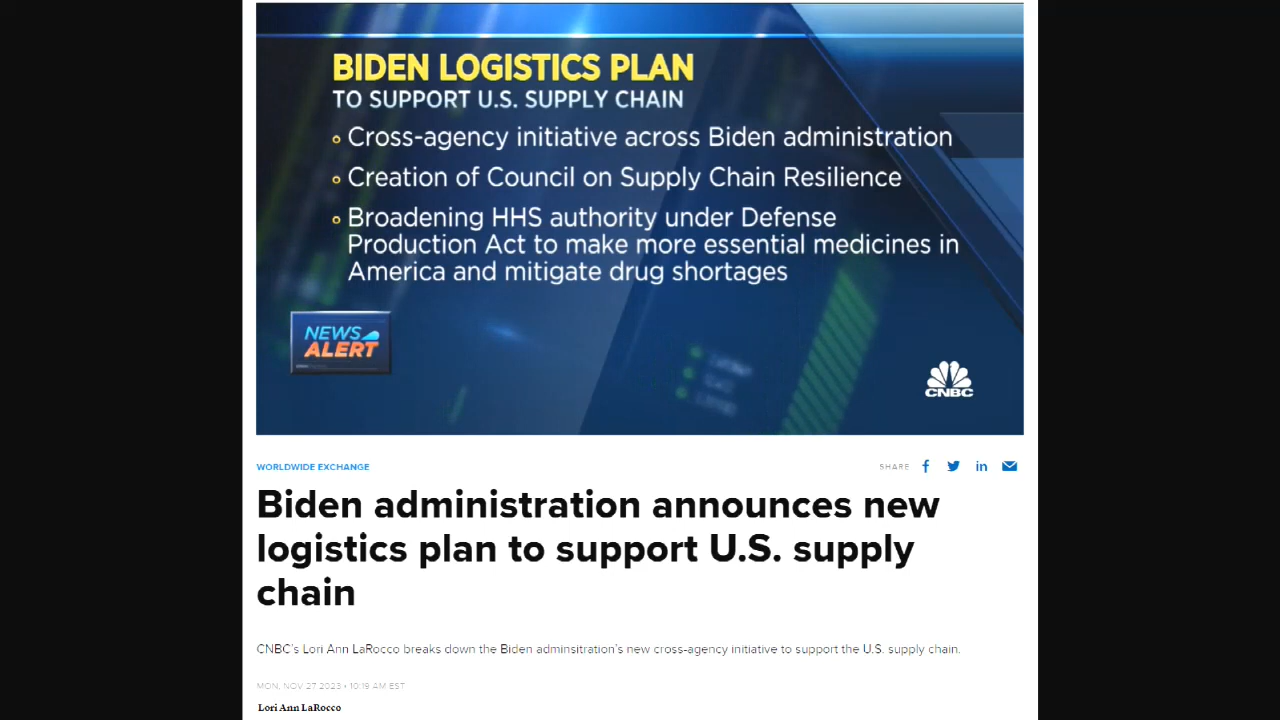 BIDEN LOGISTICS PLAN
TO SUPPORT U.S. SUPPLY CHAIN
Cross-agency initiative across Biden administration
Creation of Council on Supply Chain Resilience
Broadening HHS authority under Defense
Production Act to make more essential medicines in
America and mitigate drug shortages
NEWS
ALERT
CNBC
WORLDWIDE EXCHANGE
SHARE
Biden administration announces new
logistics plan to support U.S. supply
chain
CNBC's Lori Ann LaRocco breaks down the Biden adminsitration's new cross-agency initiative to support the U.S. supply chain.
MON, NOV 27 2023 • 10:19 AM EST
Lori Ann LaRocco